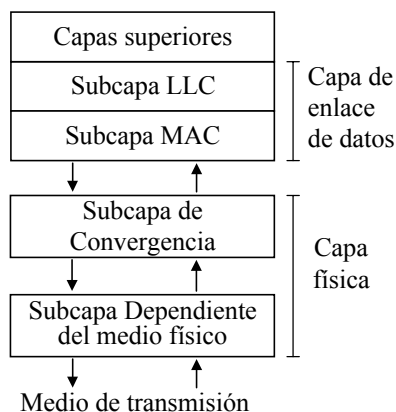 Capas superiores
Subcapa LLC
Subcapa MAC
Capa de
enlace
de datos
Subcapa de
Convergencia
Capa
física
Subcapa Dependiente
del medio físico
Medio de transmisión